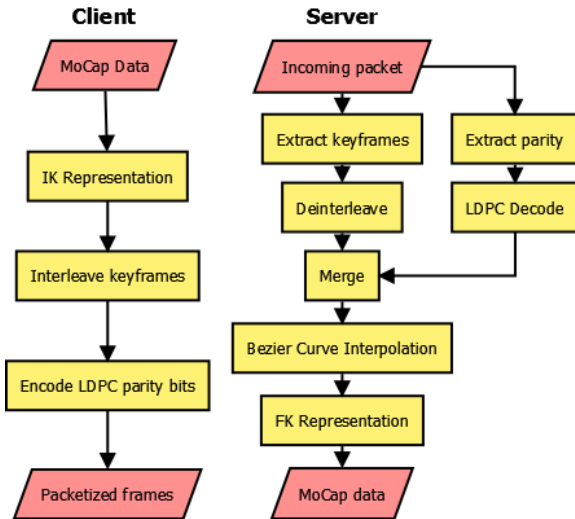 Client
MoCap Data
IK Representation
Interleave keyframes
Encode LDPC parity bits
Packetized frames
Server
Incoming packet
Extract keyframes
Extract parity
Deinterleave
LDPC Decode
Merge
Bezier Curve Interpolation
FK Representation
MoCap data